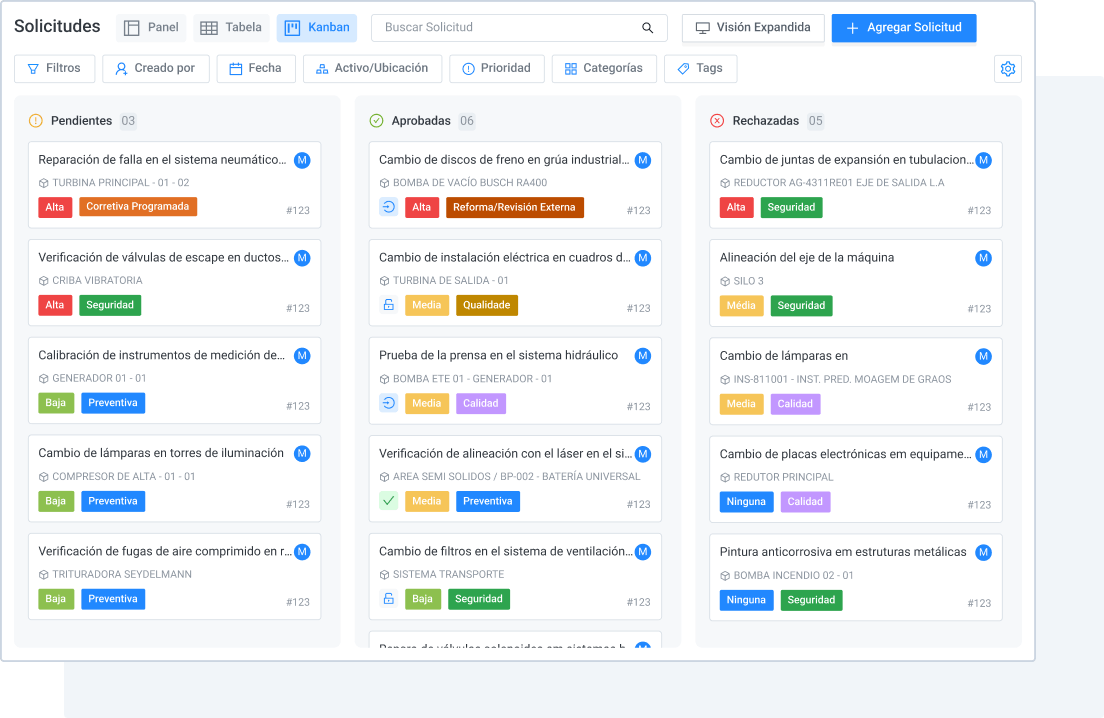 Solicitudes
Panel
Tabela
Kanban
Buscar Solicitud
Visión Expandida
Agregar Solicitud
Filtros
Creado por
Fecha
Activo/Ubicación
Prioridad
Categorías
Tags
Pendientes 03
Reparación de falla en el sistema neumático... M
TURBINA PRINCIPAL - 01 - 02
Alta Corretiva Programada #123
Verificación de válvulas de escape en ductos... M
CRIBA VIBRATORIA
Alta Seguridad #123
Calibración de instrumentos de medición de... M
GENERADOR 01 - 01
Baja Preventiva #123
Cambio de lámparas en torres de iluminación M
COMPRESOR DE ALTA - 01 - 01
Baja Preventiva #123
Verificación de fugas de aire comprimido en r... M
TRITURADORA SEYDELMANN
Baja Preventiva #123
Aprobadas 06
Cambio de discos de freno en grúa industrial... M
BOMBA DE VACÍO BUSCH RA400
Alta Reforma/Revisión Externa #123
Cambio de instalación eléctrica en cuadros d... M
TURBINA DE SALIDA - 01
Media Qualidade #123
Prueba de la prensa en el sistema hidráulico M
BOMBA ETE 01 - GENERADOR - 01
Media Calidad #123
Verificación de alineación con el láser en el si... M
AREA SEMI SOLIDOS / BP-002 - BATERÍA UNIVERSAL
Media Preventiva #123
Cambio de filtros en el sistema de ventilación... M
SISTEMA TRANSPORTE
Baja Seguridad #123
Rechazadas 05
Cambio de juntas de expansión en tubulacion... M
REDUCTOR AG-4311RE01 EJE DE SALIDA L.A
Alta Seguridad #123
Alineación del eje de la máquina M
SILO 3
Média Seguridad #123
Cambio de lámparas en M
INS-811001 - INST. PRED. MOAGEM DE GRAOS
Media Calidad #123
Cambio de placas electrónicas em equipame... M
REDUTOR PRINCIPAL
Ninguna Calidad #123
Pintura anticorrosiva em estruturas metálicas M
BOMBA INCENDIO 02 - 01
Ninguna Seguridad #123